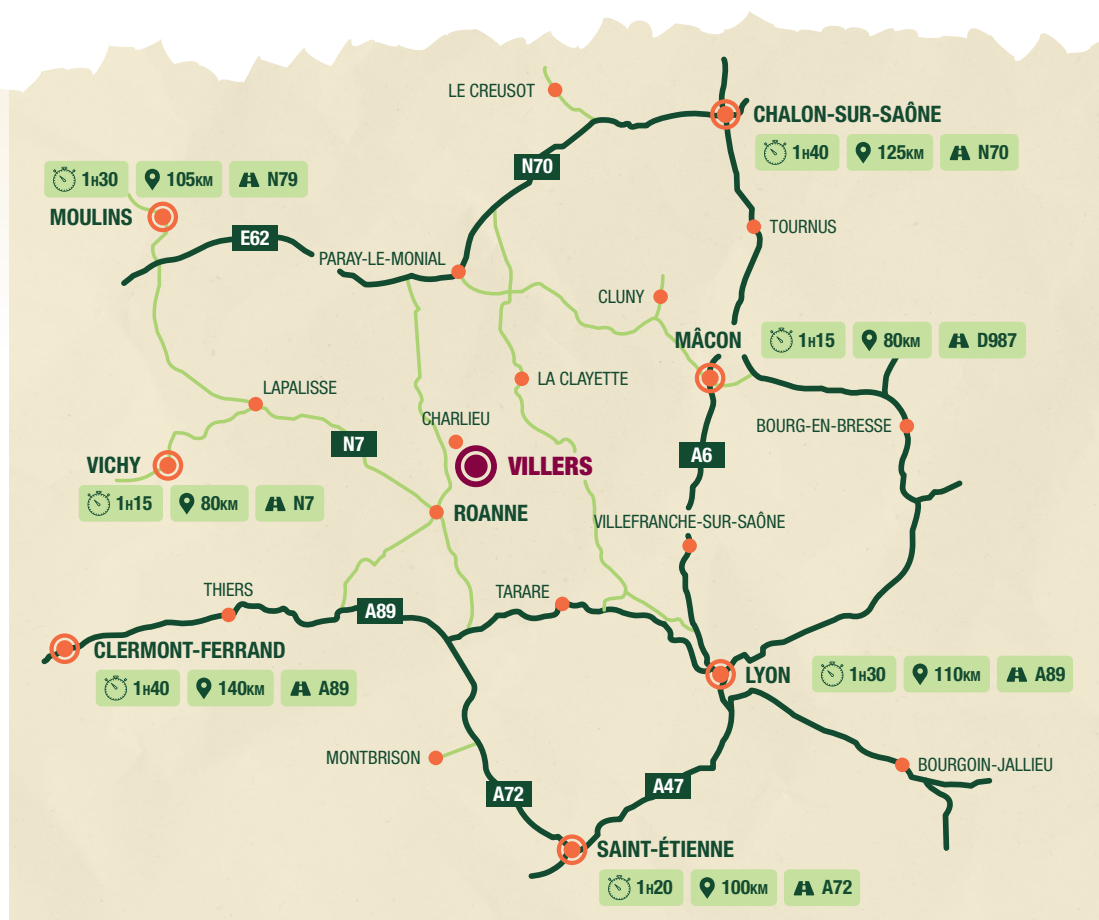 LE CREUSOT
CHALON-SUR-SAÔNE
1H40 125KM N70
N70
1H30 105KM N79
MOULINS
TOURNUS
E62
PARAY-LE-MONIAL
CLUNY
MÂCON
1H15 80KM D987
LA CLAYETTE
LAPALISSE
CHARLIEU
BOURG-EN-BRESSE
N7
A6
VICHY
VILLERS
1H15 80KM N7
ROANNE
VILLEFRANCHE-SUR-SAÔNE
THIERS
TARARE
A89
CLERMONT-FERRAND
LYON
1H30 110KM A89
1H40 140KM A89
MONTBRISON
BOURGOIN-JALLIEU
A72
A47
SAINT-ÉTIENNE
1H20 100KM A72